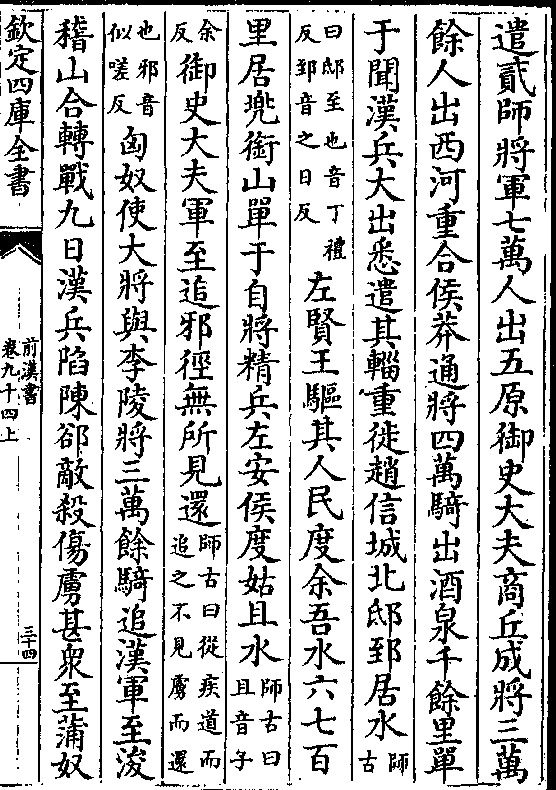 遣貳師將軍七萬人出五原御史大夫商丘成將三萬
餘人出西河重合侯莽通將四萬騎出酒泉千餘里單
于聞漢兵大出悉遣其輜重徙趙信城北邸郅居水師古
曰邸至也音丁禮反郅音之日反左賢王驅其人民度余吾水六七百
里居兜銜山單于自將精兵左安侯度姑且水師古曰且音子
余反御史大夫軍至追邪徑無所見還師古曰從疾道而追之不見虜而還
也邪音似嗟反匈奴使大將與李陵將三萬餘騎追漢軍至浚
稽山合轉戰九日漢兵陷陳郤敵殺傷虜甚衆至蒲奴
欽定四庫全書
前漢書
卷九十四上
三十四